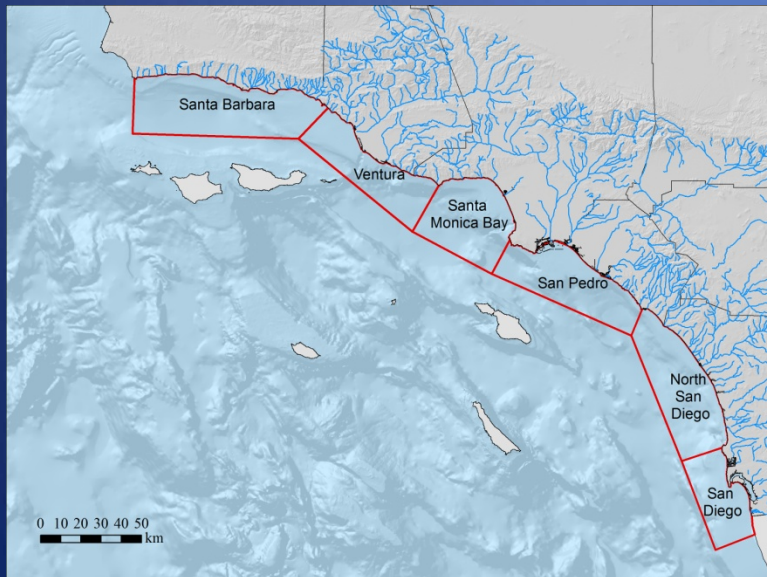 Santa Barbara
Ventura
Santa
Monica Bay
San Pedro
North
San
Diego
San
Diego
0 10 20 30 40 50
km